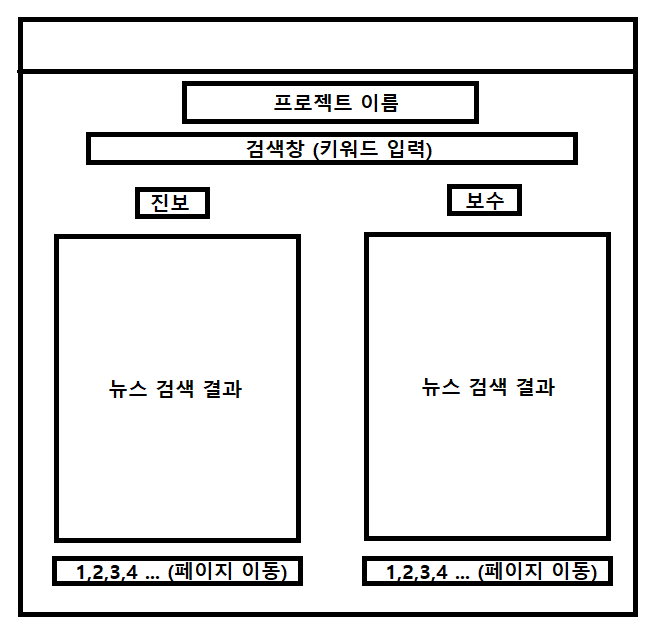 프로젝트 이름
검색창 (키워드 입력)
진보
보수
뉴스 검색 결과
뉴스 검색 결과
1,2,3,4 ... (페이지 이동)
1,2,3,4 ... (페이지 이동)